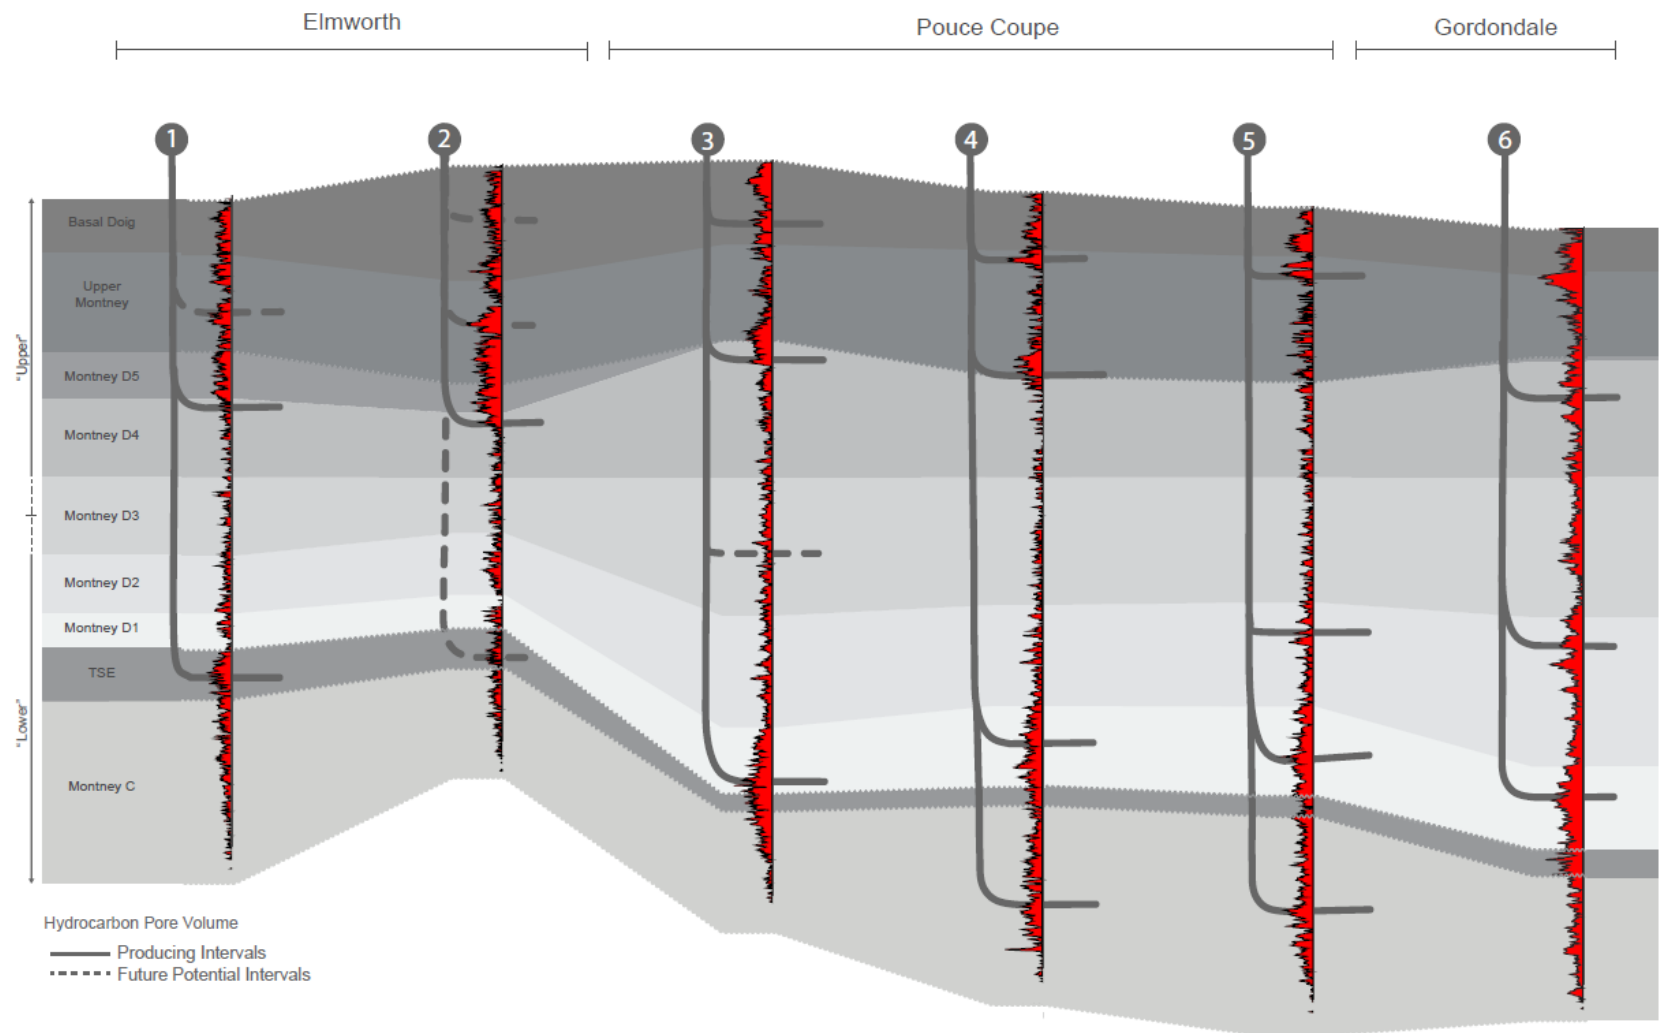 Elmworth
Pouce Coupe
Gordondale
1
2
3
4
5
6
Basal Doig
Upper
Montney
Montney D5
Montney D4
Montney D3
Montney D2
Montney D1
TSE
Montney C
"Upper"
"Lower"
Hydrocarbon Pore Volume
Producing Intervals
Future Potential Intervals